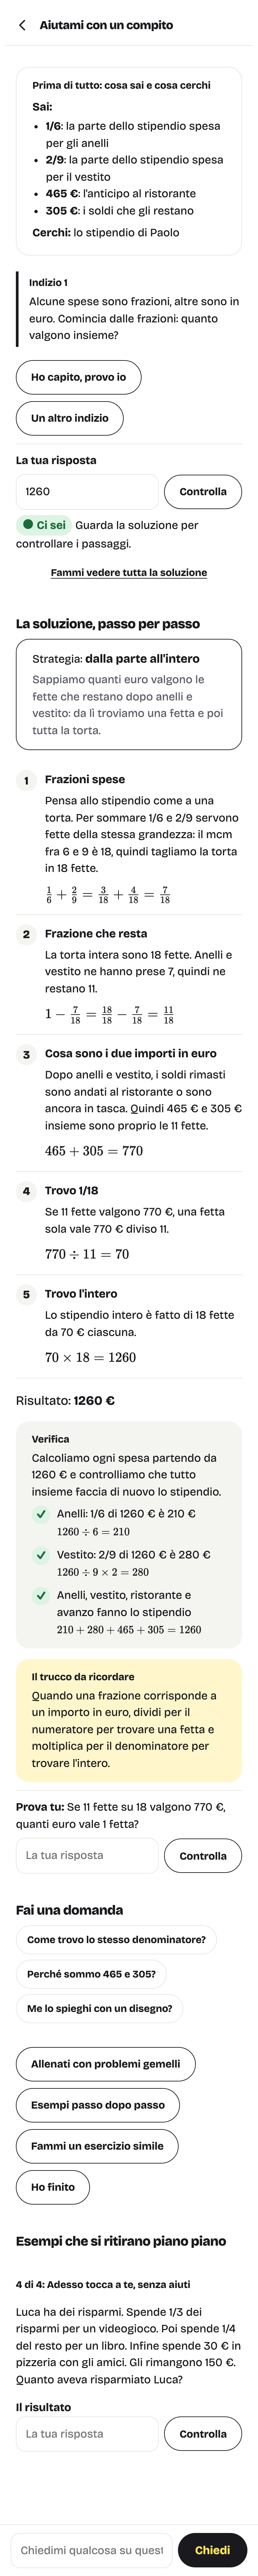 Aiutami con un compito
Prima di tutto: cosa sai e cosa cerchi
Sai:
• 1/6: la parte dello stipendio spesa
per gli anelli
• 2/9: la parte dello stipendio spesa
per il vestito
• 465 €: l'anticipo al ristorante
• 305 €: i soldi che gli restano
Cerchi: lo stipendio di Paolo
Indizio 1
Alcune spese sono frazioni, altre sono in
euro. Comincia dalle frazioni: quanto
valgono insieme?
Ho capito, provo io
Un altro indizio
La tua risposta
1260
Controlla
Ci sei Guarda la soluzione per
controllare i passaggi.
Fammi vedere tutta la soluzione
La soluzione, passo per passo
Strategia: dalla parte all'intero
Sappiamo quanti euro valgono le
fette che restano dopo anelli e
vestito: da lì troviamo una fetta e poi
tutta la torta.
1 Frazioni spese
Pensa allo stipendio come a una
torta. Per sommare 1/6 e 2/9 servono
fette della stessa grandezza: il mcm
fra 6 e 9 è 18, quindi tagliamo la torta
in 18 fette.
1/6 + 2/9 = 3/18 + 4/18 = 7/18
2 Frazione che resta
La torta intera sono 18 fette. Anelli e
vestito ne hanno prese 7, quindi ne
restano 11.
1 − 7/18 = 18/18 − 7/18 = 11/18
3 Cosa sono i due importi in euro
Dopo anelli e vestito, i soldi rimasti
sono andati al ristorante o sono
ancora in tasca. Quindi 465 € e 305 €
insieme sono proprio le 11 fette.
465 + 305 = 770
4 Trovo 1/18
Se 11 fette valgono 770 €, una fetta
sola vale 770 € diviso 11.
770 ÷ 11 = 70
5 Trovo l'intero
Lo stipendio intero è fatto di 18 fette
da 70 € ciascuna.
70 × 18 = 1260
Risultato: 1260 €
Verifica
Calcoliamo ogni spesa partendo da
1260 € e controlliamo che tutto
insieme faccia di nuovo lo stipendio.
Anelli: 1/6 di 1260 € è 210 €
1260 ÷ 6 = 210
Vestito: 2/9 di 1260 € è 280 €
1260 ÷ 9 × 2 = 280
Anelli, vestito, ristorante e
avanzo fanno lo stipendio
210 + 280 + 465 + 305 = 1260
Il trucco da ricordare
Quando una frazione corrisponde a
un importo in euro, dividi per il
numeratore per trovare una fetta e
moltiplica per il denominatore per
trovare l'intero.
Prova tu: Se 11 fette su 18 valgono 770 €,
quanti euro vale 1 fetta?
La tua risposta
Controlla
Fai una domanda
Come trovo lo stesso denominatore?
Perché sommo 465 e 305?
Me lo spieghi con un disegno?
Allenati con problemi gemelli
Esempi passo dopo passo
Fammi un esercizio simile
Ho finito
Esempi che si ritirano piano piano
4 di 4: Adesso tocca a te, senza aiuti
Luca ha dei risparmi. Spende 1/3 dei
risparmi per un videogioco. Poi spende 1/4
del resto per un libro. Infine spende 30 € in
pizzeria con gli amici. Gli rimangono 150 €.
Quanto aveva risparmiato Luca?
Il risultato
La tua risposta
Controlla
Chiedimi qualcosa su quest
Chiedi